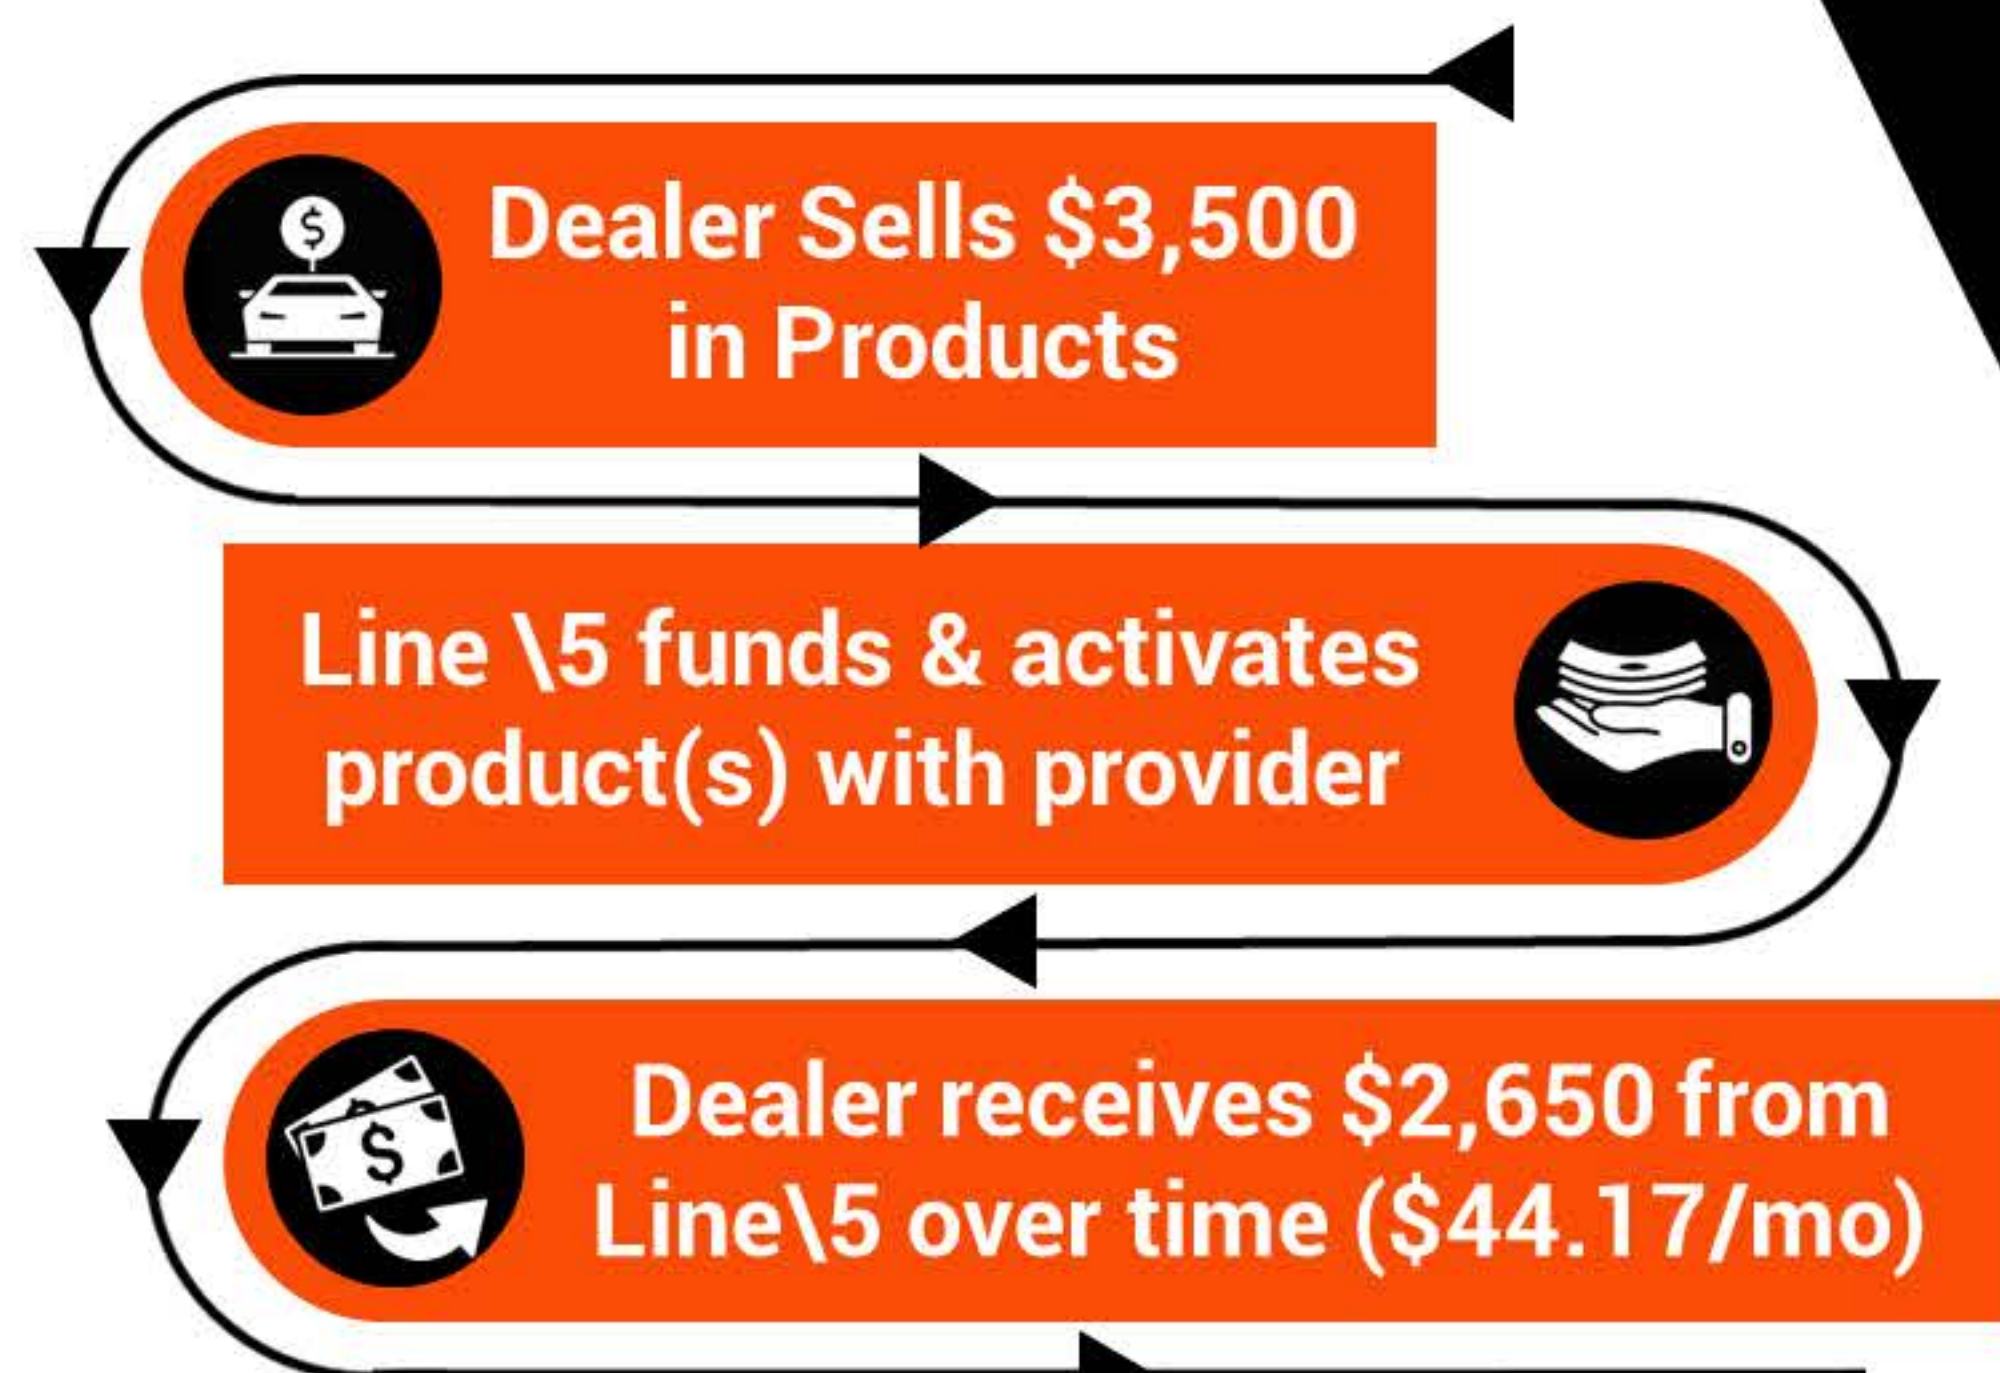 Dealer Sells $3,500
in Products
Line \5 funds & activates
product(s) with provider
Dealer receives $2,650 from
Line\5 over time ($44.17/mo)